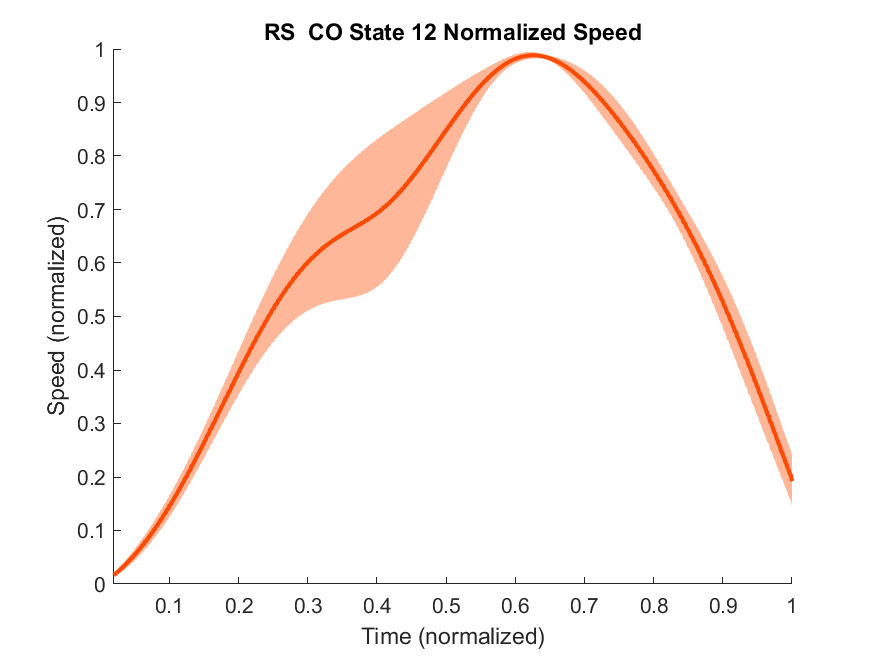 RS  CO State 12 Normalized Speed
1
0.9
0.8
0.7
0.6
0.5
0.4
0.3
0.2
0.1
0
Speed (normalized)
0.1 0.2 0.3 0.4 0.5 0.6 0.7 0.8 0.9 1
Time (normalized)